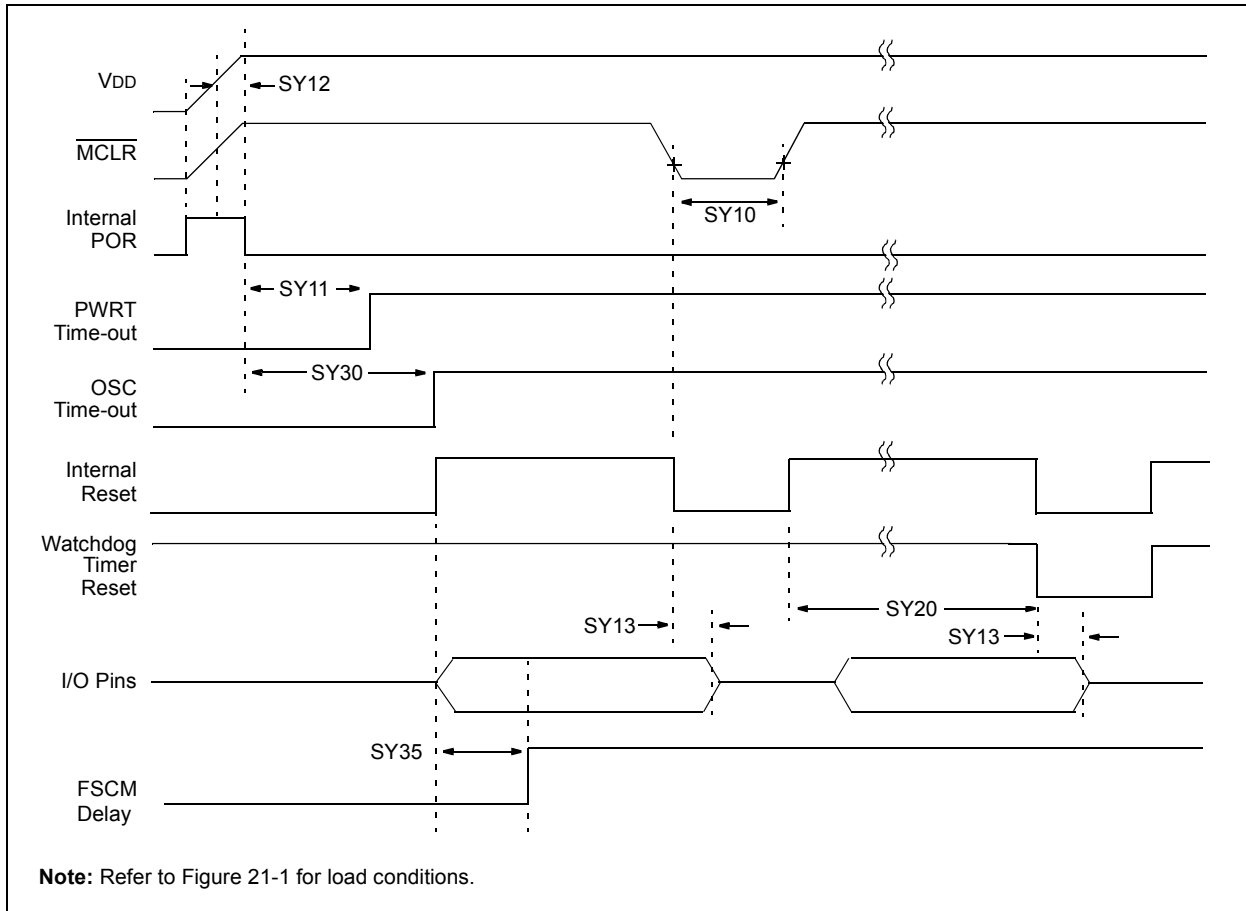 VDD
SY12
MCLR
SY10
Internal
POR
SY11
PWRT
Time-out
SY30
OSC
Time-out
Internal
Reset
Watchdog
Timer
Reset
SY20
SY13
SY13
I/O Pins
SY35
FSCM
Delay
Note: Refer to Figure 21-1 for load conditions.